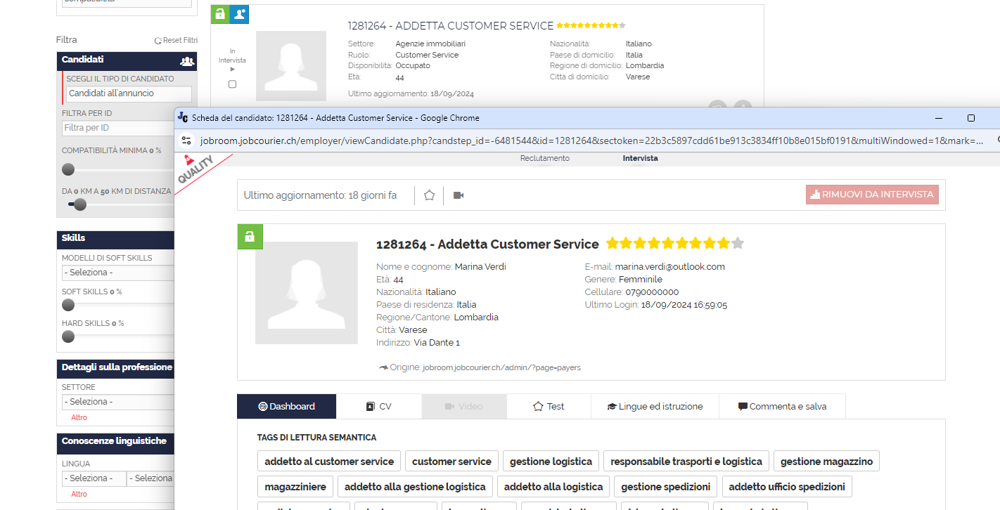 1281264 - ADDETTA CUSTOMER SERVICE
Filtra
Reset Filtri
Candidati
SCEGLI IL TIPO DI CANDIDATO
Candidati all'annuncio
FILTRA PER ID
Filtra per ID
COMPATIBILITÀ MINIMA 0 %
DA 0 KM A 50 KM DI DISTANZA
Skills
MODELLI DI SOFT SKILLS
- Seleziona -
SOFT SKILLS 0 %
HARD SKILLS 0 %
Dettagli sulla professione
SETTORE
- Seleziona -
Altro
Conoscenze linguistiche
LINGUA
- Seleziona -
- Seleziona
Altro
In
Intervista
Settore: Agenzie immobiliari
Ruolo: Customer Service
Disponibilità: Occupato
Età: 44
Nazionalità: Italiano
Paese di domicilio: Italia
Regione di domicilio: Lombardia
Città di domicilio: Varese
Ultimo aggiornamento: 18/09/2024
Scheda del candidato: 1281264 - Addetta Customer Service - Google Chrome
jobroom.jobcourier.ch/employer/viewCandidate.php?candstep_id=-6481544&id=1281264&sectoken=22b3c5897cdd61be913c3834ff10b8e015bf0191&multiWindowed=1&mark=...
QUALITY
Reclutamento
Intervista
Ultimo aggiornamento: 18 giorni fa
RIMUOVI DA INTERVISTA
1281264 - Addetta Customer Service
Nome e cognome: Marina Verdi
Età: 44
Nazionalità: Italiano
Paese di residenza: Italia
Regione/Cantone: Lombardia
Città: Varese
Indirizzo: Via Dante 1
E-mail: marina.verdi@outlook.com
Genere: Femminile
Cellulare: 0790000000
Ultimo Login: 18/09/2024 16:59:05
Origine: jobroom.jobcourier.ch/admin/?page=payers
Dashboard
CV
Video
Test
Lingue ed istruzione
Commenta e salva
TAGS DI LETTURA SEMANTICA
addetto al customer service
customer service
gestione logistica
responsabile trasporti e logistica
gestione magazzino
magazziniere
addetto alla gestione logistica
addetto alla logistica
gestione spedizioni
addetto ufficio spedizioni